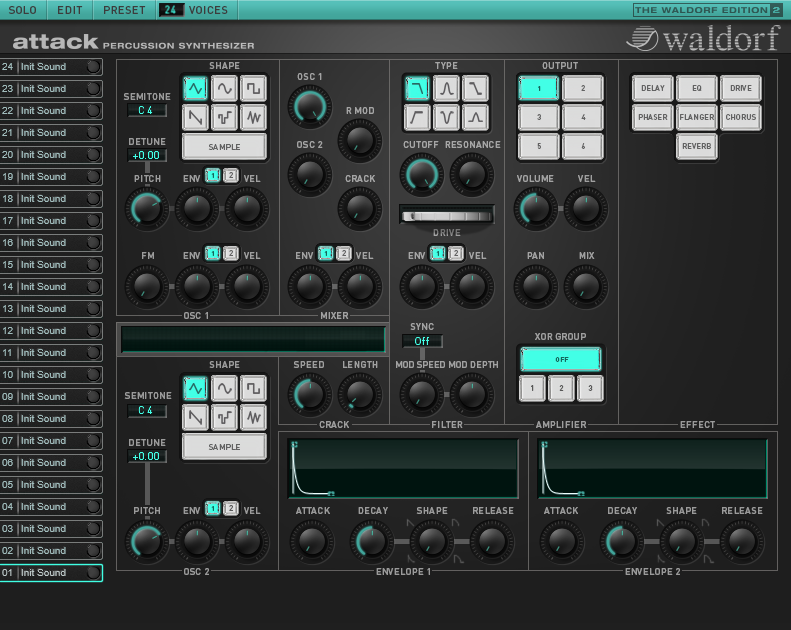 SOLO EDIT PRESET 24 VOICES THE WALDORF EDITION 2
attack PERCUSSION SYNTHESIZER waldorf
24 Init Sound
23 Init Sound
22 Init Sound
21 Init Sound
20 Init Sound
19 Init Sound
18 Init Sound
17 Init Sound
16 Init Sound
15 Init Sound
14 Init Sound
13 Init Sound
12 Init Sound
11 Init Sound
10 Init Sound
09 Init Sound
08 Init Sound
07 Init Sound
06 Init Sound
05 Init Sound
04 Init Sound
03 Init Sound
02 Init Sound
01 Init Sound
SHAPE
SEMITONE
C 4
DETUNE
+0.00
SAMPLE
PITCH ENV 1 2 VEL
FM ENV 1 2 VEL
OSC 1
OSC 1
R MOD
OSC 2
CRACK
ENV 1 2 VEL
MIXER
TYPE
CUTOFF RESONANCE
DRIVE
ENV 1 2 VEL
SYNC
Off
MOD SPEED MOD DEPTH
FILTER
OUTPUT
1 2
3 4
5 6
VOLUME VEL
PAN MIX
XOR GROUP
OFF
1 2 3
AMPLIFIER
DELAY EQ DRIVE
PHASER FLANGER CHORUS
REVERB
EFFECT
SHAPE
SEMITONE
C 4
DETUNE
+0.00
SAMPLE
PITCH ENV 1 2 VEL
OSC 2
SPEED LENGTH
CRACK
ATTACK DECAY SHAPE RELEASE
ENVELOPE 1
ATTACK DECAY SHAPE RELEASE
ENVELOPE 2